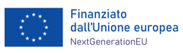 Finanziato
dall'Unione europea
NextGenerationEU